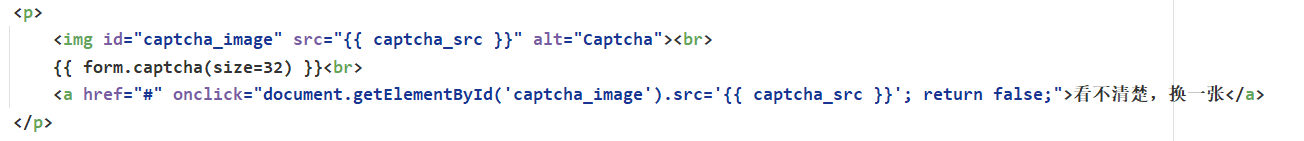 <p>
<img id="captcha_image" src="{{ captcha_src }}" alt="Captcha"><br>
{{ form.captcha(size=32) }}<br>
<a href="#" onclick="document.getElementById('captcha_image').src='{{ captcha_src }}'; return false;">看不清楚，换一张</a>
</p>